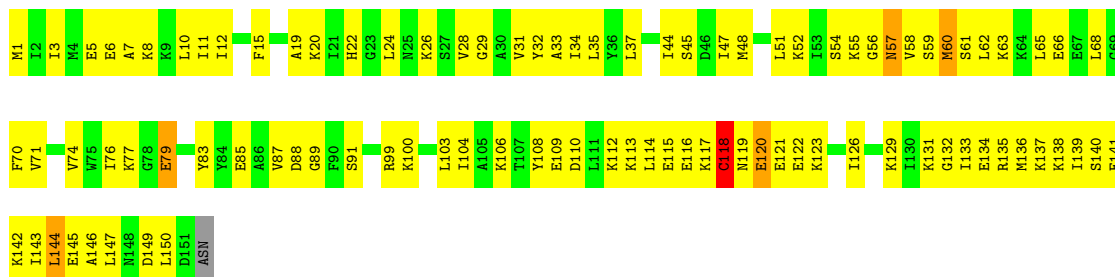 M1 I2 I3 M4 E5 E6 A7 K8 K9 L10 I11 I12 F15 A19 K20 I21 H22 G23 L24 N25 K26 S27 V28 G29 A30 V31 Y32 A33 I34 L35 Y36 L37 I44 S45 D46 I47 M48 L51 K52 I53 S54 K55 G56 N57 V58 S59 M60 S61 L62 K63 K64 L65 E66 E67 L68 G69
F70 V71 V74 W75 I76 K77 G78 E79 Y83 Y84 E85 A86 V87 D88 G89 F90 S91 R99 K100 L103 I104 A105 K106 T107 Y108 E109 D110 L111 K112 K113 L114 E115 E116 K117 C118 N119 E120 E121 E122 K123 I126 K129 I130 K131 G132 I133 E134 R135 M136 K137 K138 I139 S140
K142 I143 L144 E145 A146 L147 N148 D149 L150 D151 ASN